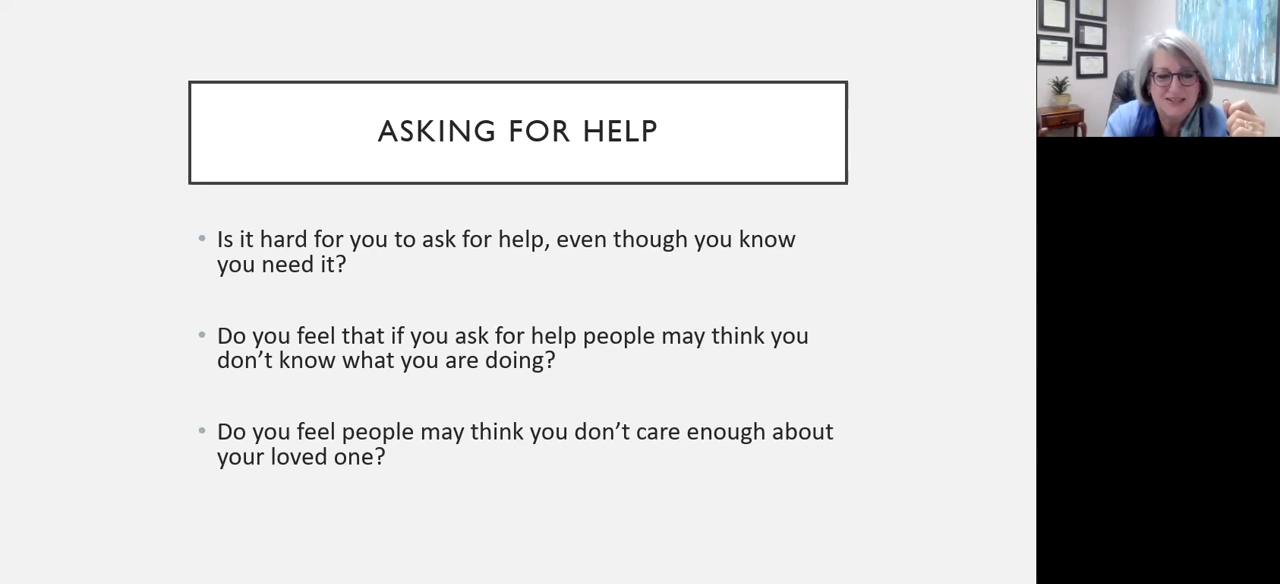 ASKING FOR HELP
• Is it hard for you to ask for help, even though you know
you need it?
• Do you feel that if you ask for help people may think you
don’t know what you are doing?
• Do you feel people may think you don’t care enough about
your loved one?